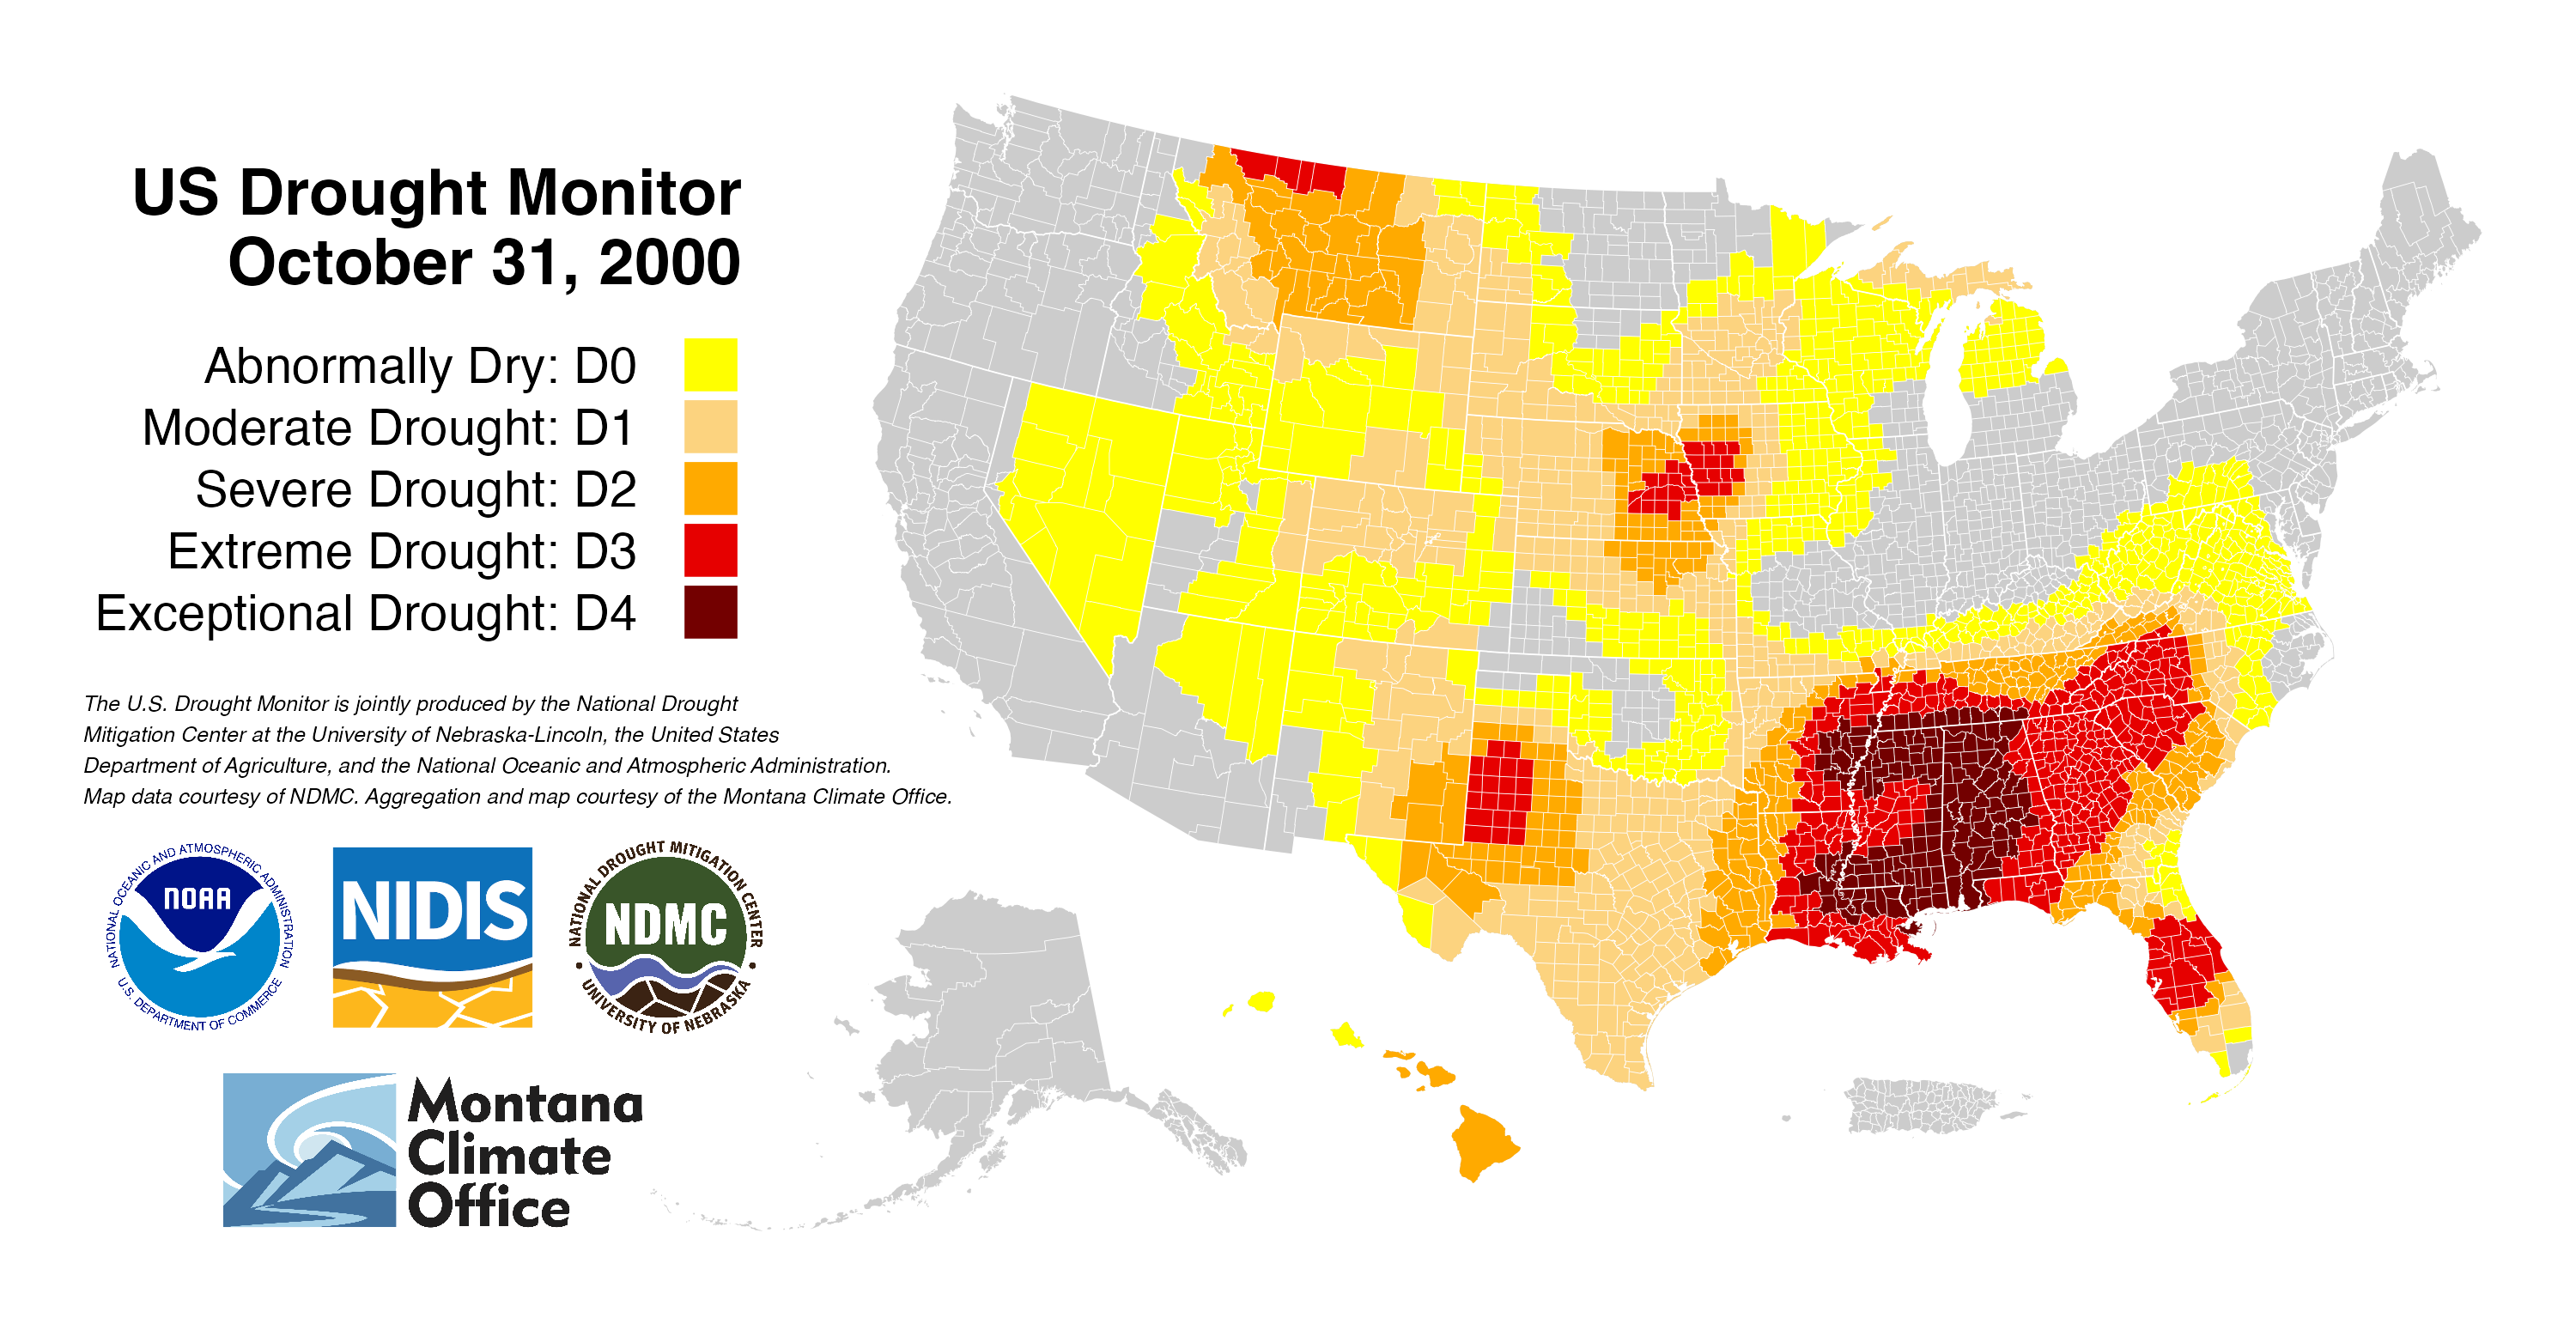 US Drought Monitor
October 31, 2000
Abnormally Dry: D0
Moderate Drought: D1
Severe Drought: D2
Extreme Drought: D3
Exceptional Drought: D4
The U.S. Drought Monitor is jointly produced by the National Drought
Mitigation Center at the University of Nebraska-Lincoln, the United States
Department of Agriculture, and the National Oceanic and Atmospheric Administration.
Map data courtesy of NDMC. Aggregation and map courtesy of the Montana Climate Office.
NATIONAL OCEANIC AND ATMOSPHERIC ADMINISTRATION
NOAA
U.S. DEPARTMENT OF COMMERCE
NIDIS
NATIONAL DROUGHT MITIGATION CENTER
NDMC
UNIVERSITY OF NEBRASKA
Montana
Climate
Office